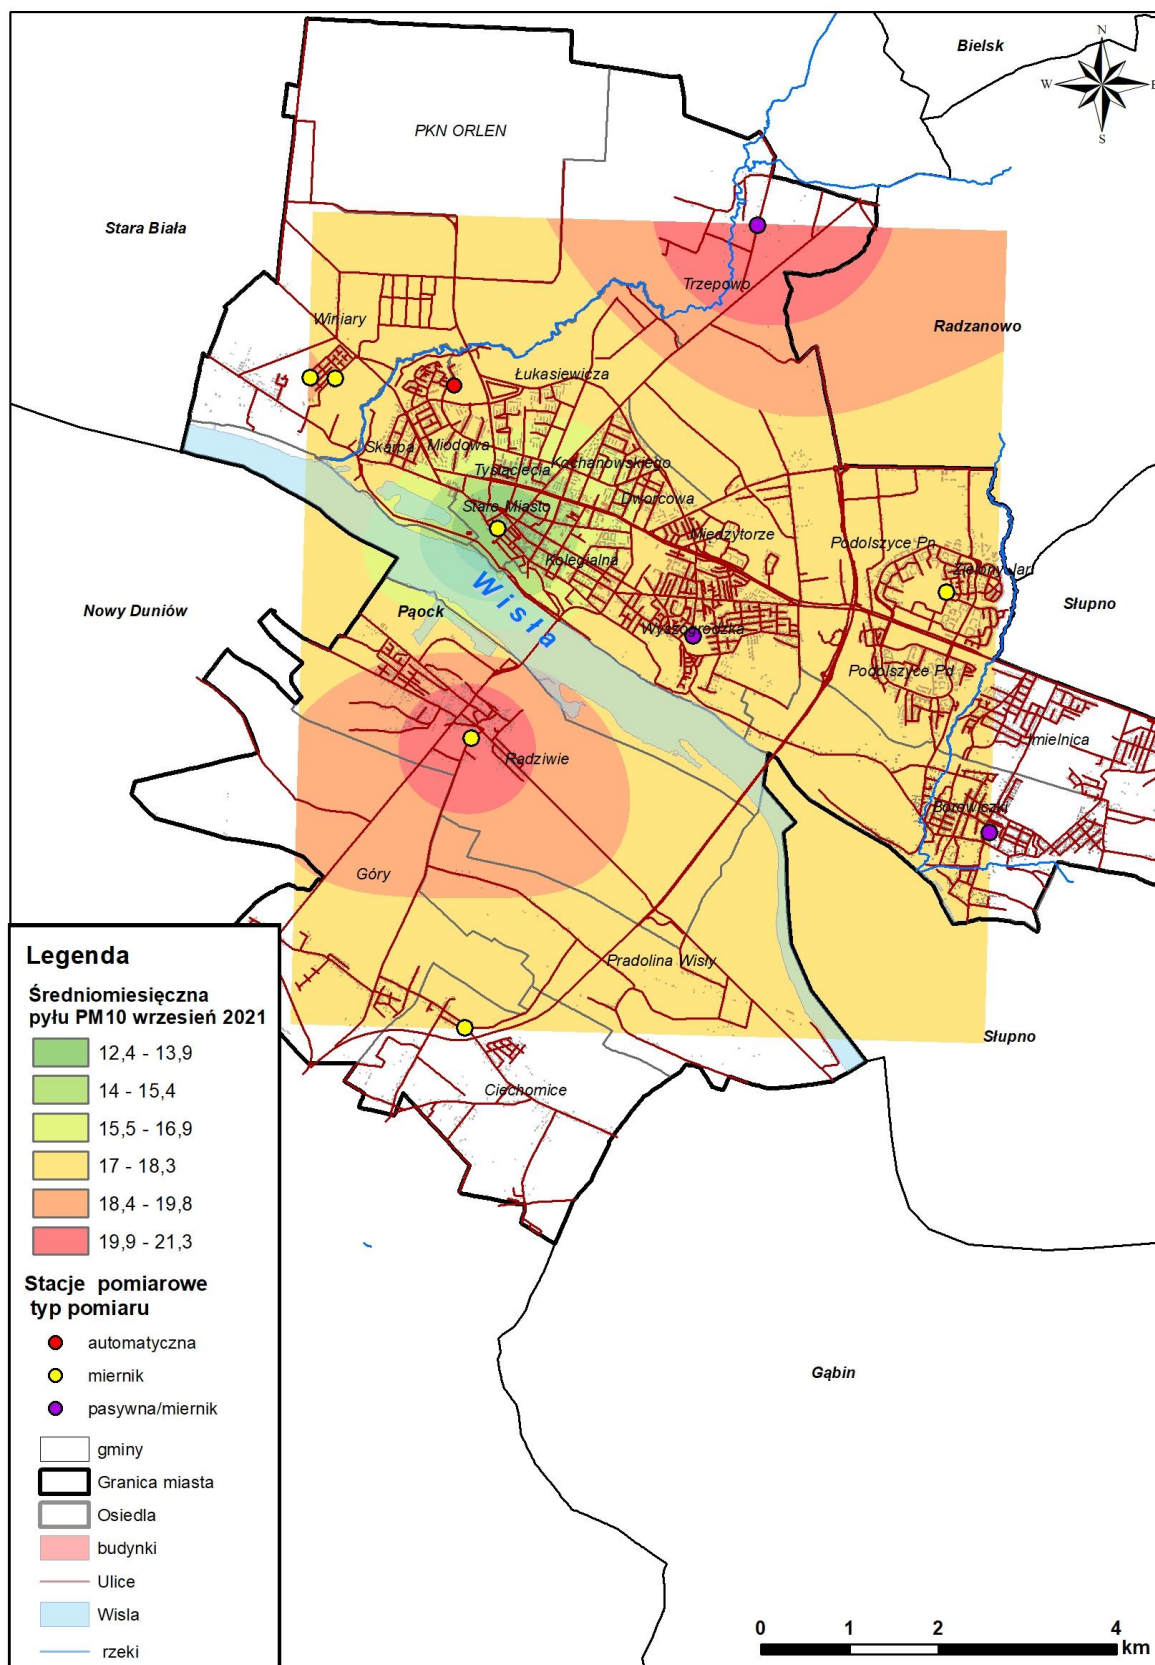 Bielsk
N
W
E
S
PKN ORLEN
Stara Biała
Trzepowo
Winiary
Radzanowo
Łukasiewicza
Skarpa
Miodowa
Tysiąclecia
Kochanowskiego
Stare Miasto
Dworcowa
Międzytorze
Podolszyce Pn
Kolegialna
Wisła
Nowy Duniów
Pąock
Słupno
Wyszogrodzka
Podolszyce Pd
Imielnica
Rądziwie
Borowiczki
Góry
Pradolina Wisły
Słupno
Ciechomice
Gąbin
Legenda
Średniomiesięczna
pyłu PM10 wrzesień 2021
12,4 - 13,9
14 - 15,4
15,5 - 16,9
17 - 18,3
18,4 - 19,8
19,9 - 21,3
Stacje pomiarowe
typ pomiaru
automatyczna
miernik
pasywna/miernik
gminy
Granica miasta
Osiedla
budynki
Ulice
Wisla
rzeki
0 1 2 4
km